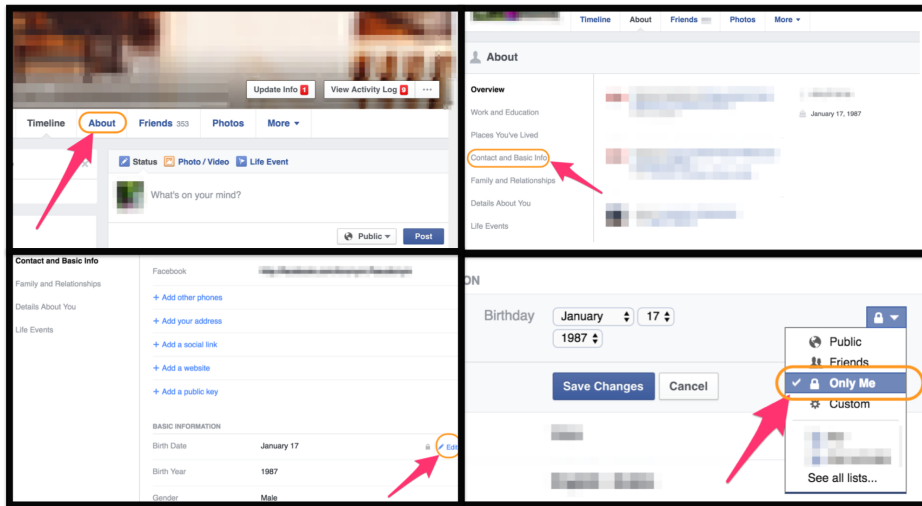 Update Info 1 View Activity Log 9 ...
Timeline About Friends 353 Photos More
Status Photo / Video Life Event
What's on your mind?
Public Post
Timeline About Friends Photos More
About
Overview
Work and Education
January 17, 1987
Places You've Lived
Contact and Basic Info
Family and Relationships
Details About You
Life Events
Contact and Basic Info
Family and Relationships
Details About You
Life Events
Facebook
+ Add other phones
+ Add your address
+ Add a social link
+ Add a website
+ Add a public key
BASIC INFORMATION
Birth Date January 17 Edit
Birth Year 1987
Gender Male
ON
Birthday January 17
1987
Save Changes Cancel
Public
Friends
Only Me
Custom
See all lists...